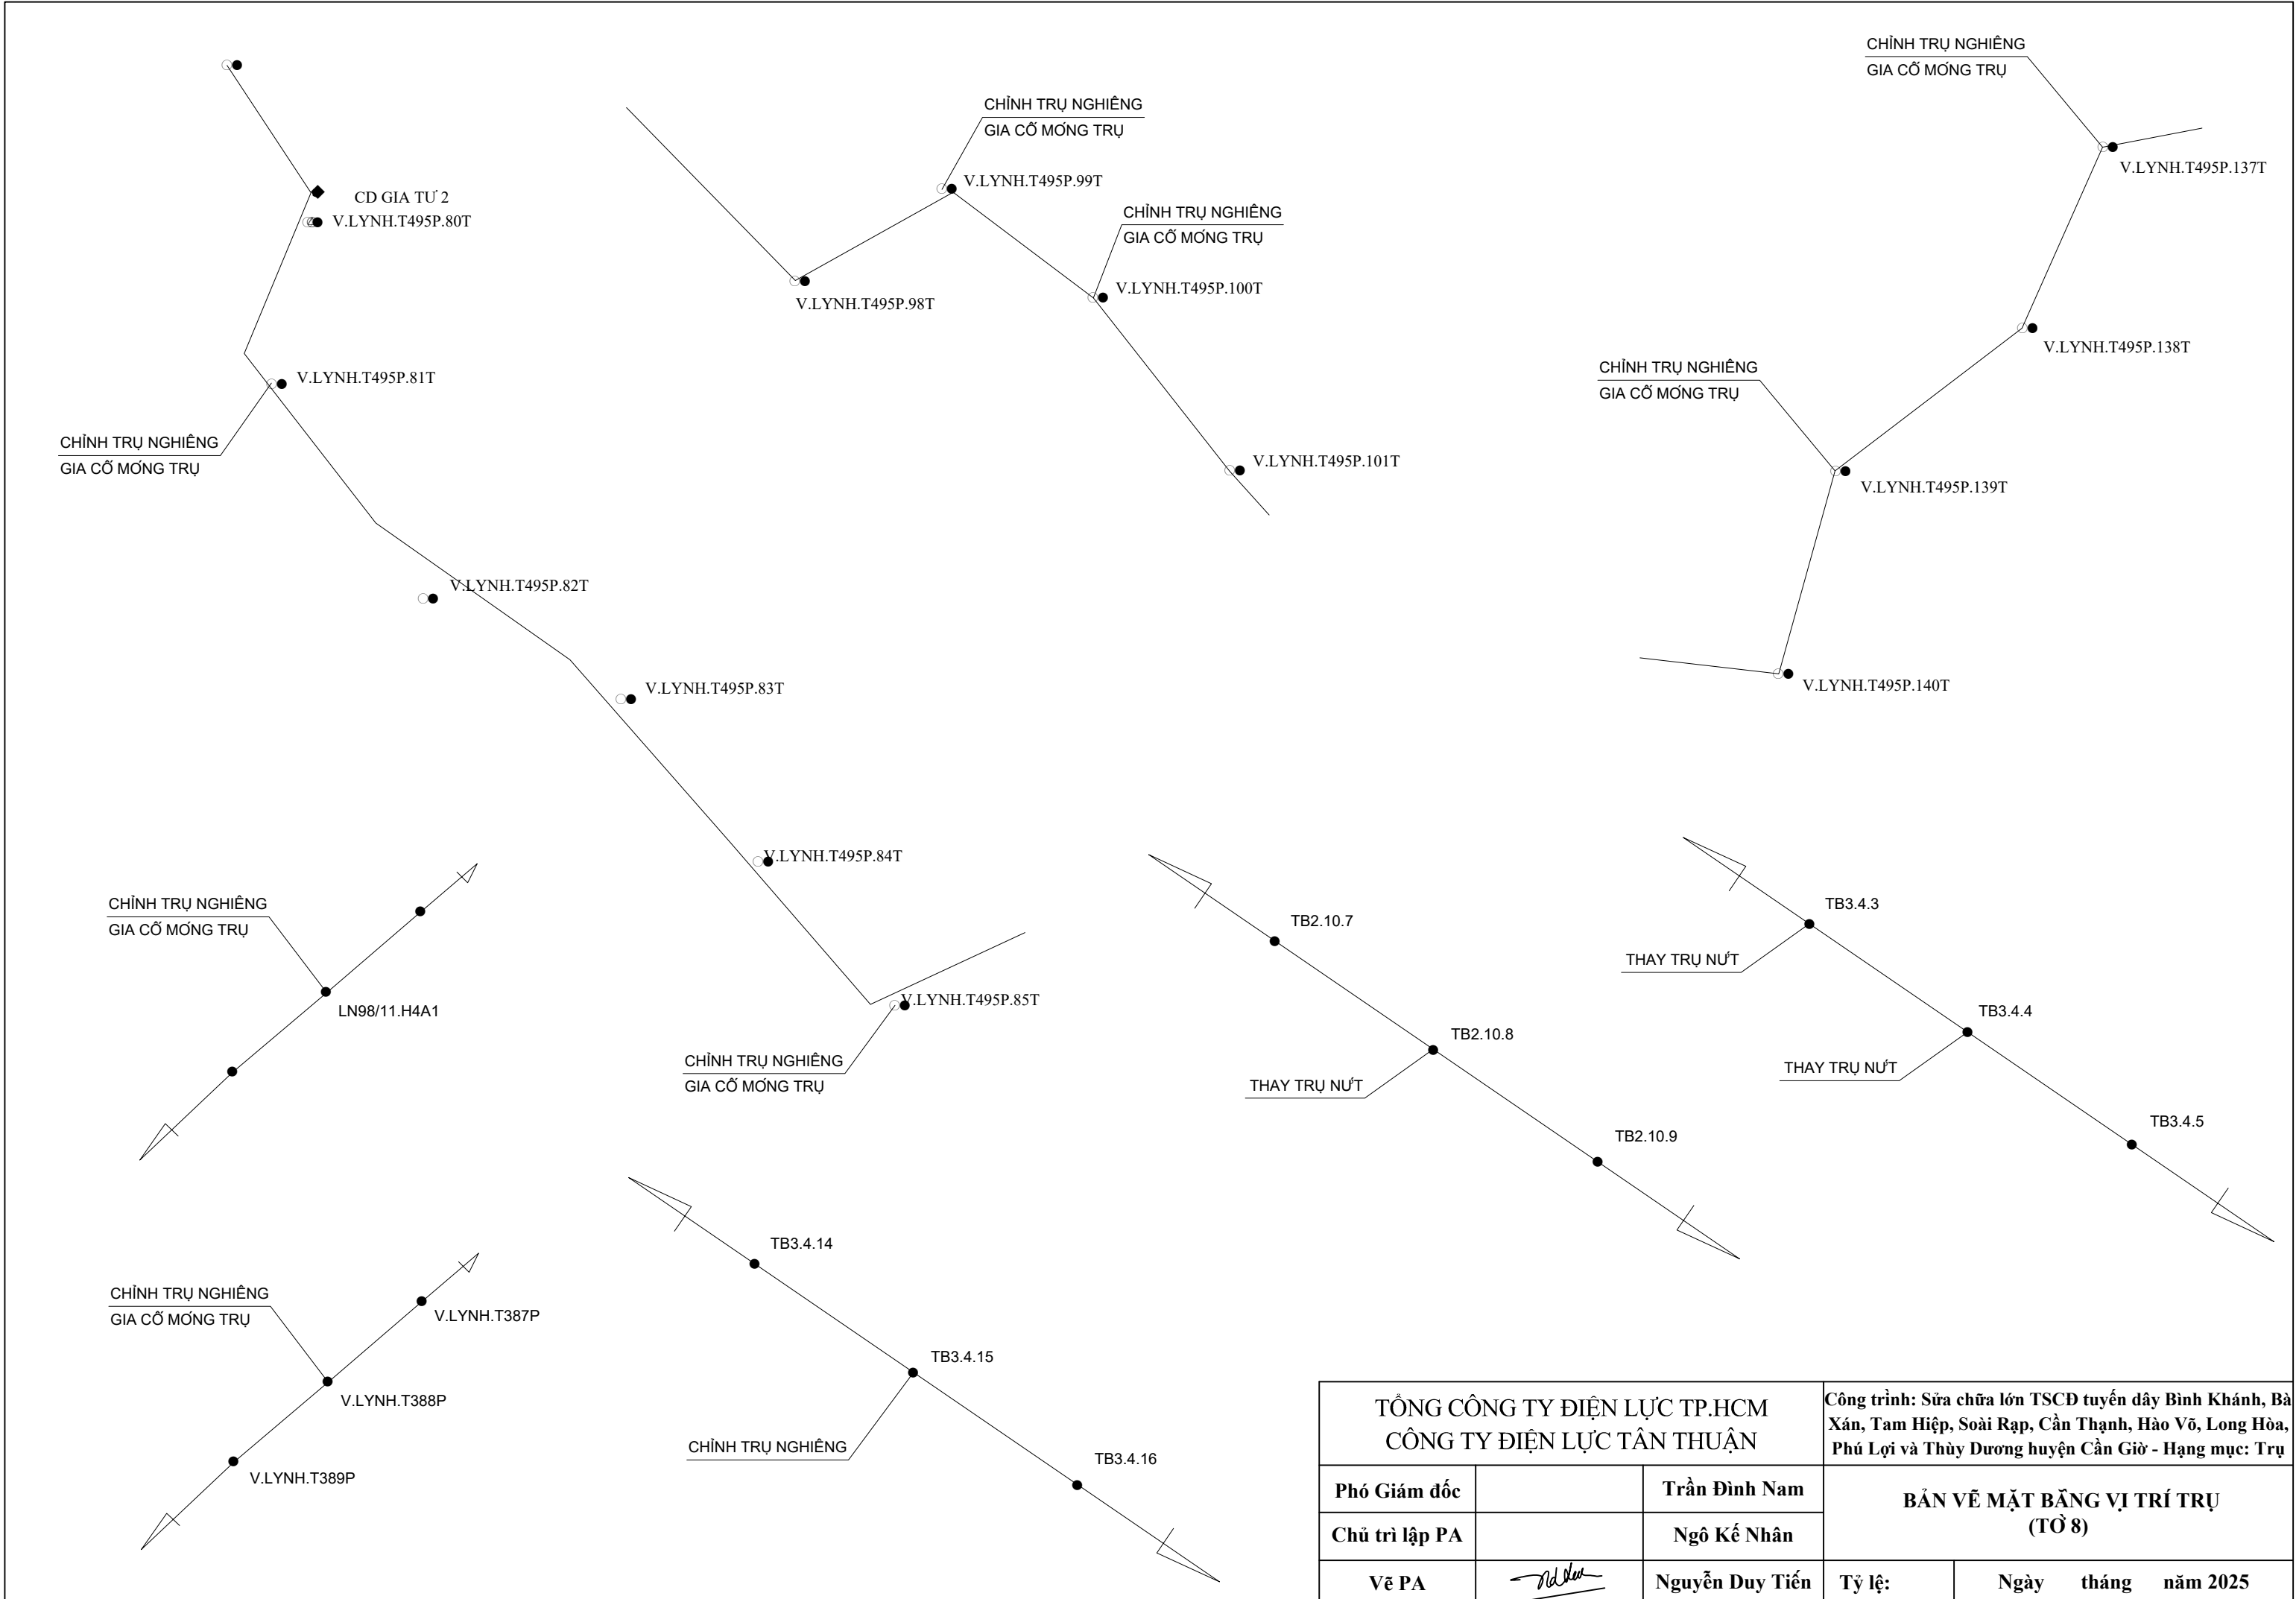 CHỈNH TRỤ NGHIÊNG
GIA CỐ MÓNG TRỤ
CHỈNH TRỤ NGHIÊNG
GIA CỐ MÓNG TRỤ
V.LYNH.T495P.137T
V.LYNH.T495P.99T
CD GIA TƯ 2
V.LYNH.T495P.80T
CHỈNH TRỤ NGHIÊNG
GIA CỐ MÓNG TRỤ
V.LYNH.T495P.100T
V.LYNH.T495P.98T
V.LYNH.T495P.138T
V.LYNH.T495P.81T
CHỈNH TRỤ NGHIÊNG
GIA CỐ MÓNG TRỤ
CHỈNH TRỤ NGHIÊNG
GIA CỐ MÓNG TRỤ
V.LYNH.T495P.101T
V.LYNH.T495P.139T
V.LYNH.T495P.82T
V.LYNH.T495P.83T
V.LYNH.T495P.140T
V.LYNH.T495P.84T
CHỈNH TRỤ NGHIÊNG
GIA CỐ MÓNG TRỤ
LN98/11.H4A1
V.LYNH.T495P.85T
CHỈNH TRỤ NGHIÊNG
GIA CỐ MÓNG TRỤ
TB2.10.7
TB2.10.8
THAY TRỤ NỨT
TB2.10.9
TB3.4.3
THAY TRỤ NỨT
TB3.4.4
THAY TRỤ NỨT
TB3.4.5
CHỈNH TRỤ NGHIÊNG
GIA CỐ MÓNG TRỤ
V.LYNH.T387P
V.LYNH.T388P
V.LYNH.T389P
TB3.4.14
TB3.4.15
CHỈNH TRỤ NGHIÊNG
TB3.4.16
TỔNG CÔNG TY ĐIỆN LỰC TP.HCM
CÔNG TY ĐIỆN LỰC TÂN THUẬN
Công trình: Sửa chữa lớn TSCĐ tuyến dây Bình Khánh, Bà
Xán, Tam Hiệp, Soài Rạp, Cần Thạnh, Hào Võ, Long Hòa,
Phú Lợi và Thùy Dương huyện Cần Giờ - Hạng mục: Trụ
Phó Giám đốc Trần Đình Nam
Chủ trì lập PA Ngô Kế Nhân
BẢN VẼ MẶT BẰNG VỊ TRÍ TRỤ
(TỜ 8)
Vẽ PA Nguyễn Duy Tiến Tỷ lệ: Ngày tháng năm 2025